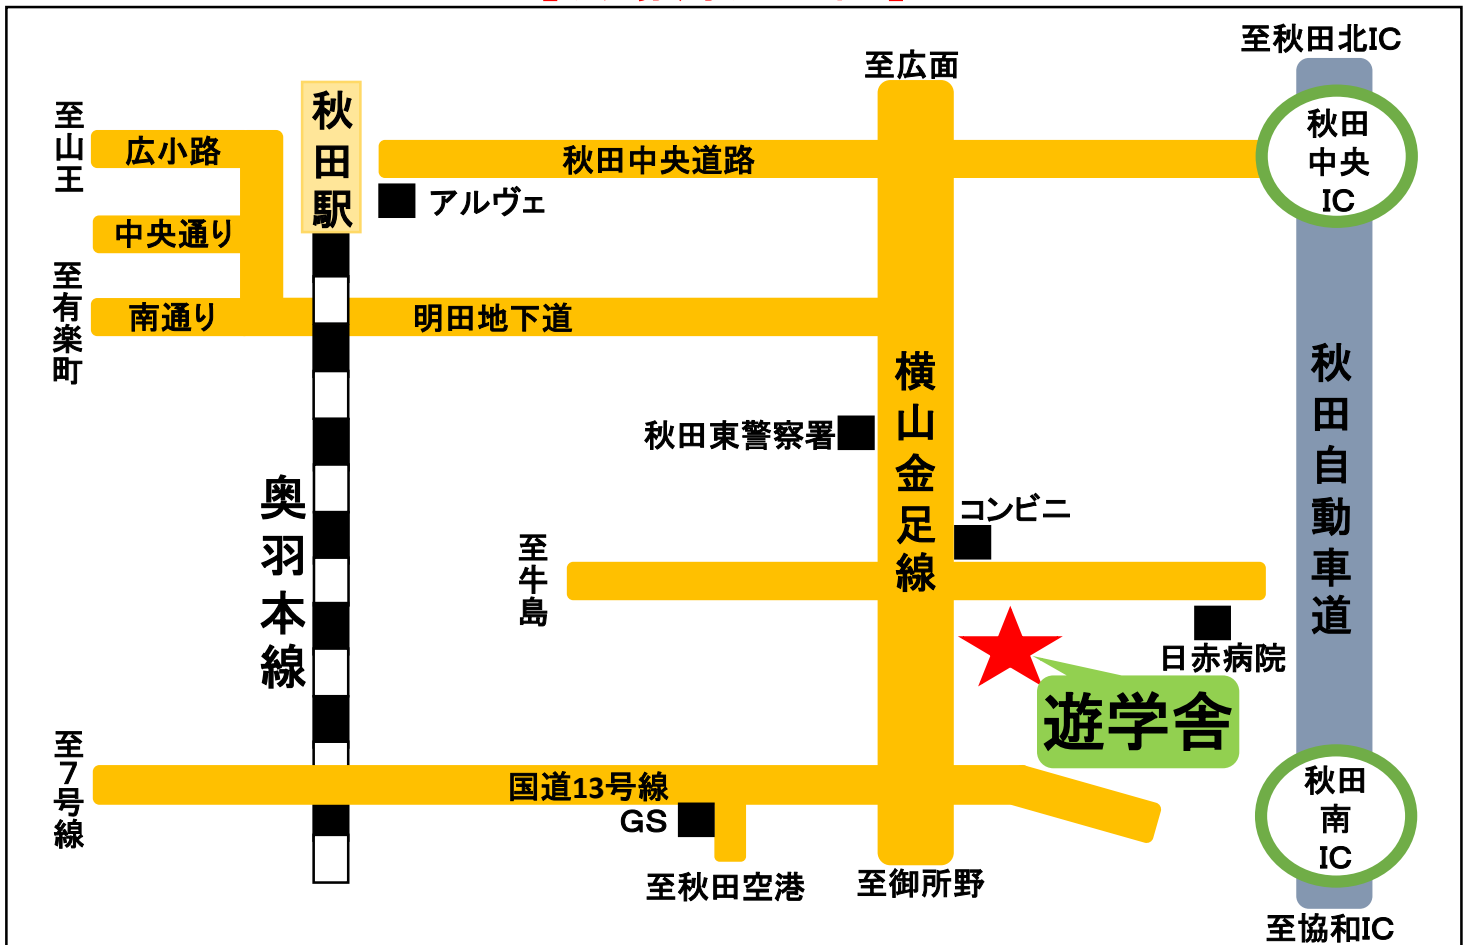 至秋田北IC
至広面
至山王
広小路
秋田駅
秋田中央道路
秋田
中央
IC
アルヴェ
中央通り
至有楽町
南通り
明田地下道
横山金足線
秋田自動車道
秋田東警察署
奥羽本線
コンビニ
至牛島
日赤病院
遊学舎
至7号線
国道13号線
GS
秋田
南
IC
至秋田空港
至御所野
至協和IC